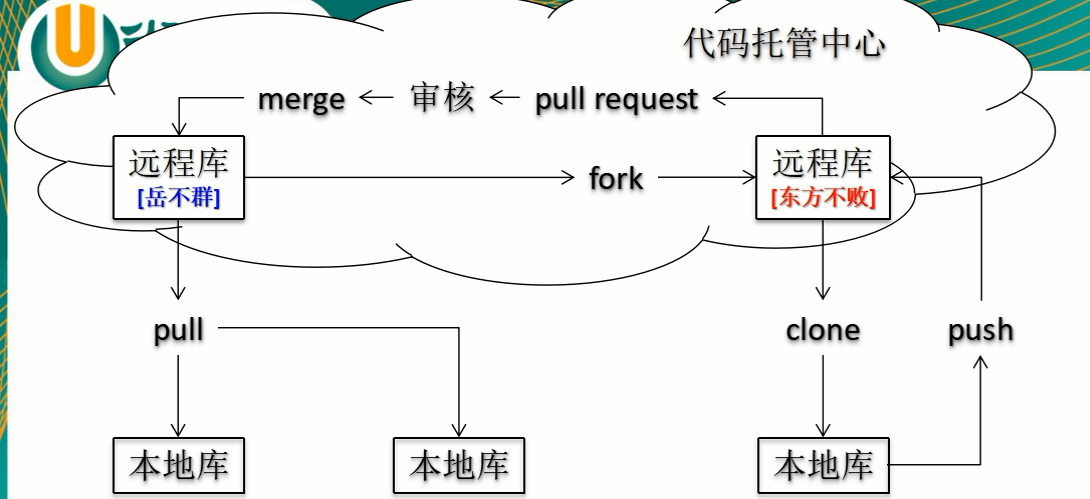 代码托管中心
merge
审核
pull request
远程库
[岳不群]
fork
远程库
[东方不败]
pull
clone
push
本地库
本地库
本地库